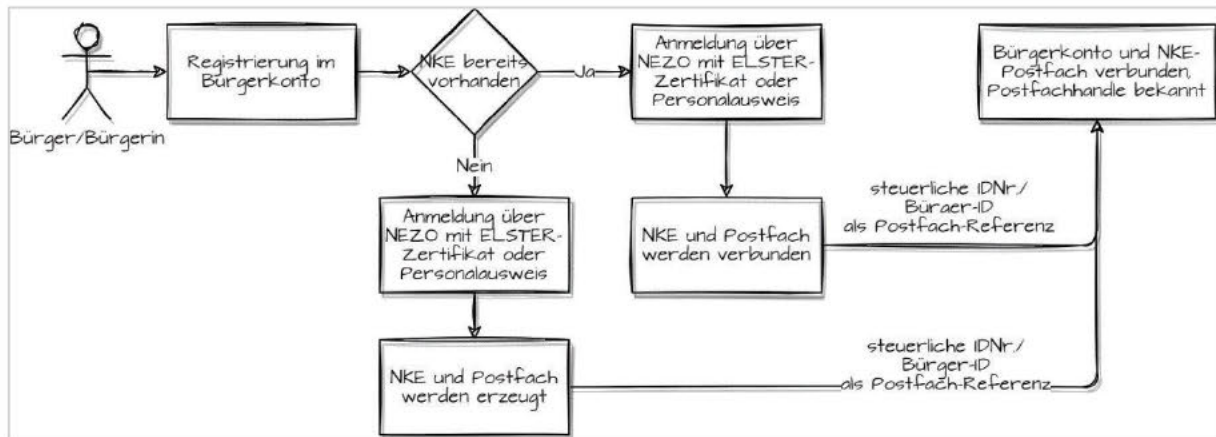 Bürger/Bürgerin
Registrierung im
Bürgerkonto
NKE bereits
vorhanden
Ja
Anmeldung über
NEZO mit ELSTER-
Zertifikat oder
Personalausweis
NKE und Postfach
werden verbunden
steuerliche IDNr./
Bürger-ID
als Postfach-Referenz
Bürgerkonto und NKE-
Postfach verbunden,
Postfachhandle bekannt
Nein
Anmeldung über
NEZO mit ELSTER-
Zertifikat oder
Personalausweis
NKE und Postfach
werden erzeugt
steuerliche IDNr./
Bürger-ID
als Postfach-Referenz